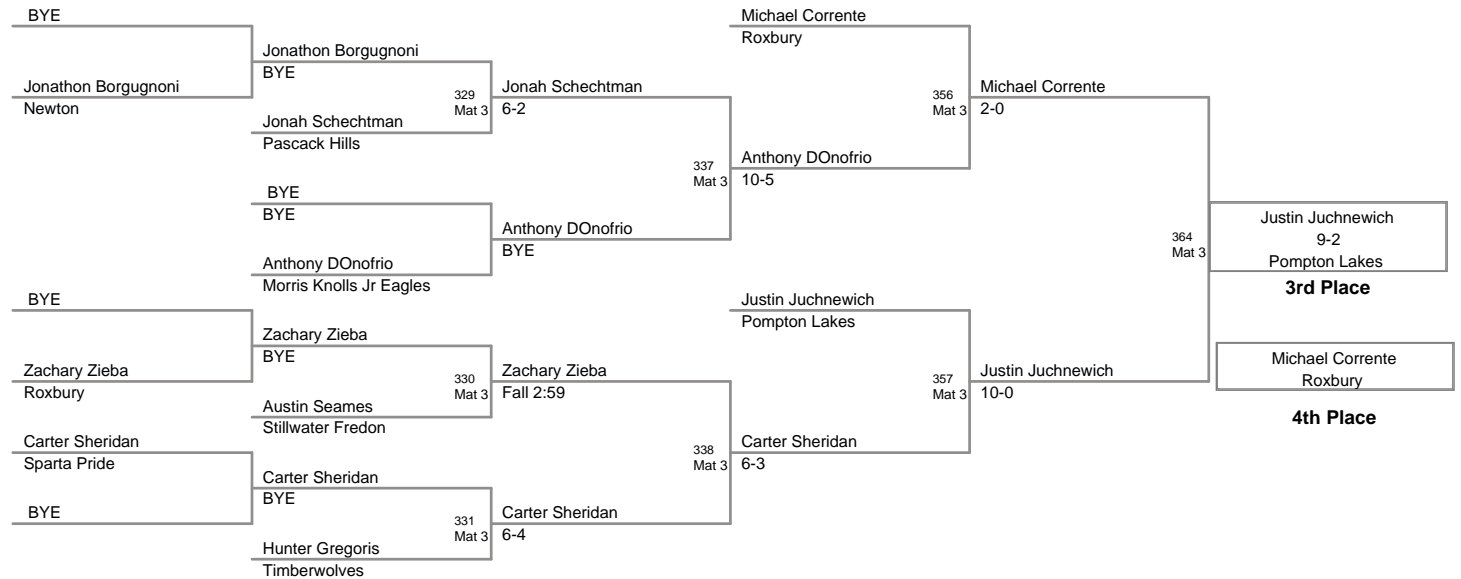 BYE
Jonathon Borgugnoni
Newton
Jonathon Borgugnoni
BYE
Jonah Schechtman
Pascack Hills
329
Mat 3
Jonah Schechtman
6-2
BYE
BYE
Anthony DOnofrio
Morris Knolls Jr Eagles
Anthony DOnofrio
BYE
337
Mat 3
Michael Corrente
Roxbury
Anthony DOnofrio
10-5
356
Mat 3
Michael Corrente
2-0
BYE
Zachary Zieba
Roxbury
Zachary Zieba
BYE
Austin Seames
Stillwater Fredon
330
Mat 3
Zachary Zieba
Fall 2:59
Carter Sheridan
Sparta Pride
BYE
Carter Sheridan
BYE
Hunter Gregoris
Timberwolves
331
Mat 3
Carter Sheridan
6-4
338
Mat 3
Justin Juchnewich
Pompton Lakes
Carter Sheridan
6-3
357
Mat 3
Justin Juchnewich
10-0
364
Mat 3
Justin Juchnewich
9-2
Pompton Lakes
3rd Place
Michael Corrente
Roxbury
4th Place